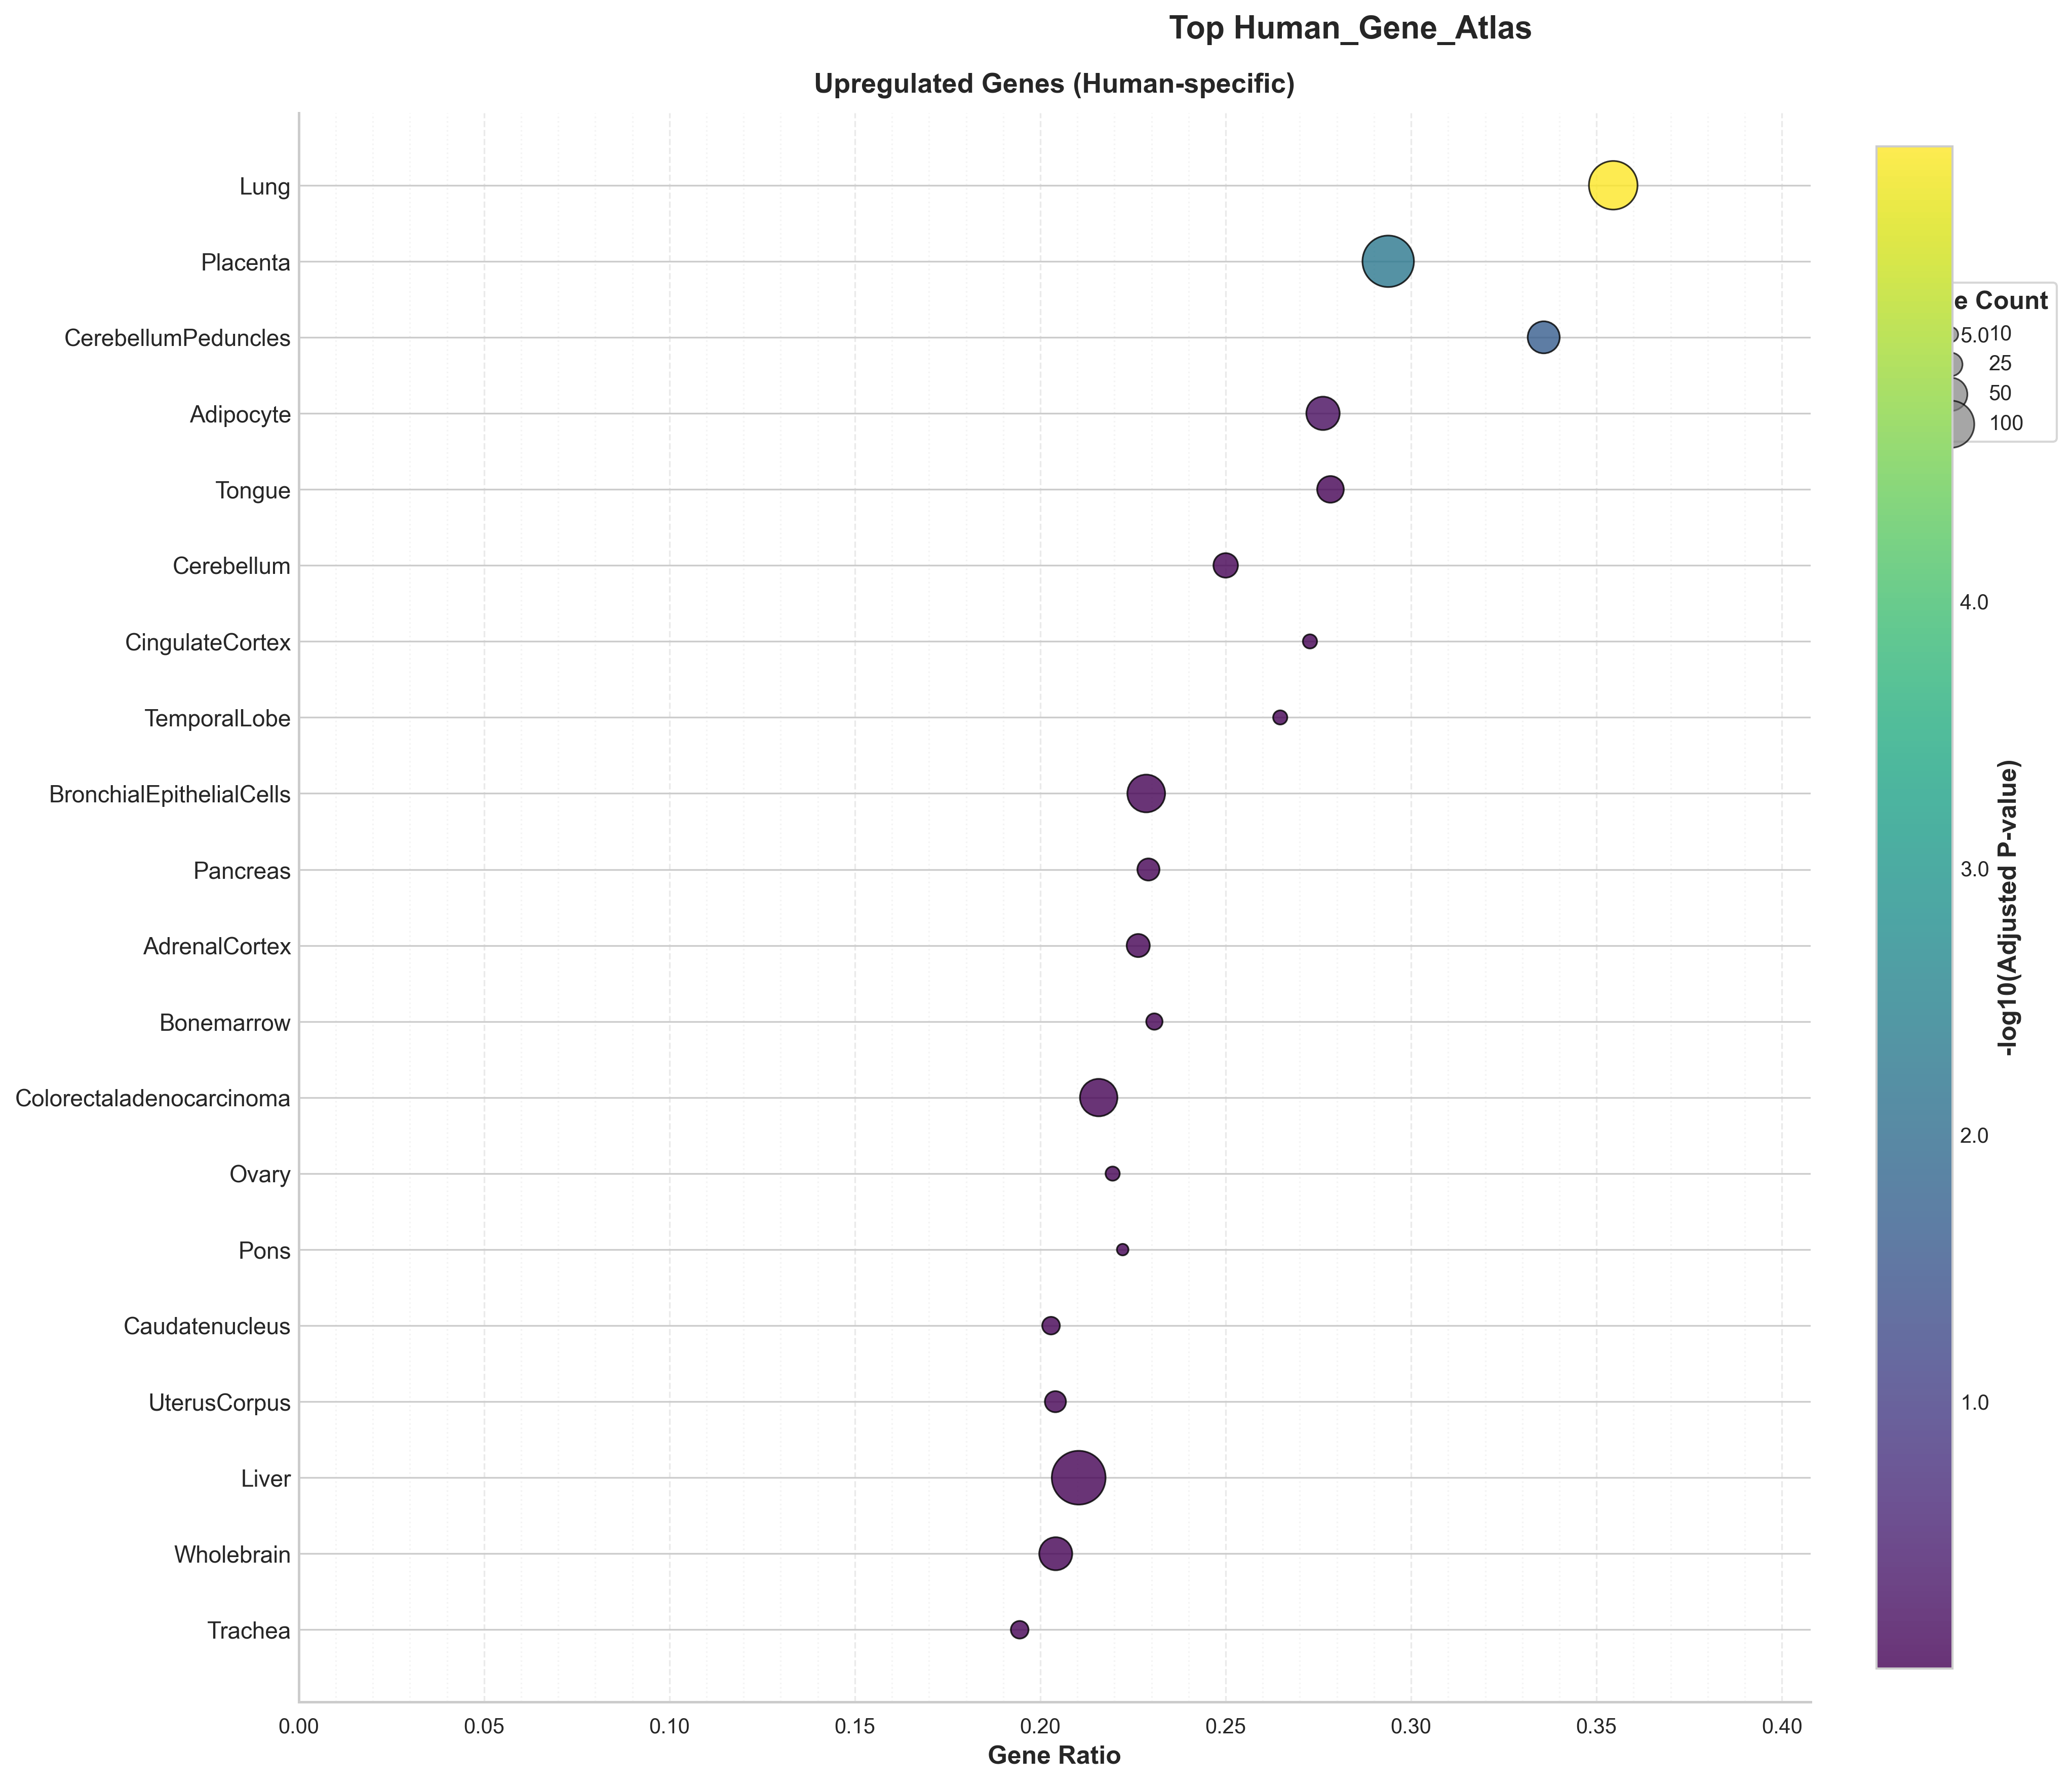 Top Human_Gene_Atlas
Upregulated Genes (Human-specific)
Lung
Placenta
CerebellumPeduncles
Adipocyte
Tongue
Cerebellum
CingulateCortex
TemporalLobe
BronchialEpithelialCells
Pancreas
AdrenalCortex
Bonemarrow
Colorectaladenocarcinoma
Ovary
Pons
Caudatenucleus
UterusCorpus
Liver
Wholebrain
Trachea
0.00 0.05 0.10 0.15 0.20 0.25 0.30 0.35 0.40
Gene Ratio
e Count
10
25
50
100
5.0
4.0
3.0
2.0
1.0
-log10(Adjusted P-value)